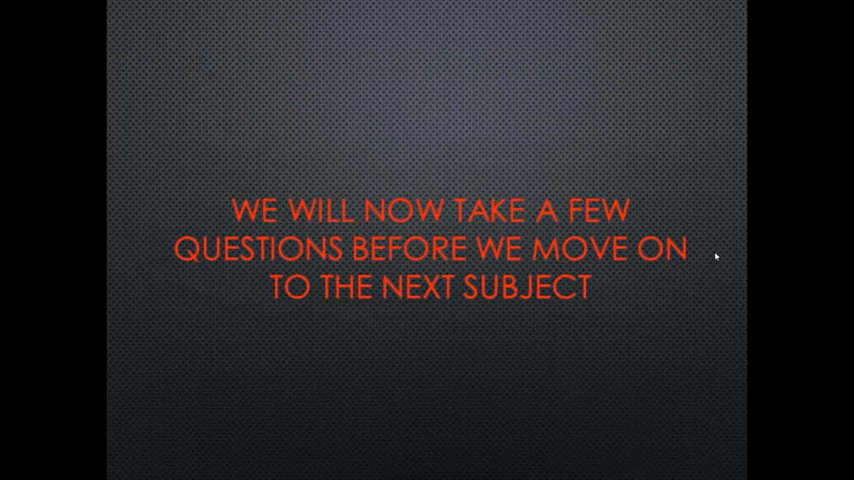 WE WILL NOW TAKE A FEW
QUESTIONS BEFORE WE MOVE ON
TO THE NEXT SUBJECT